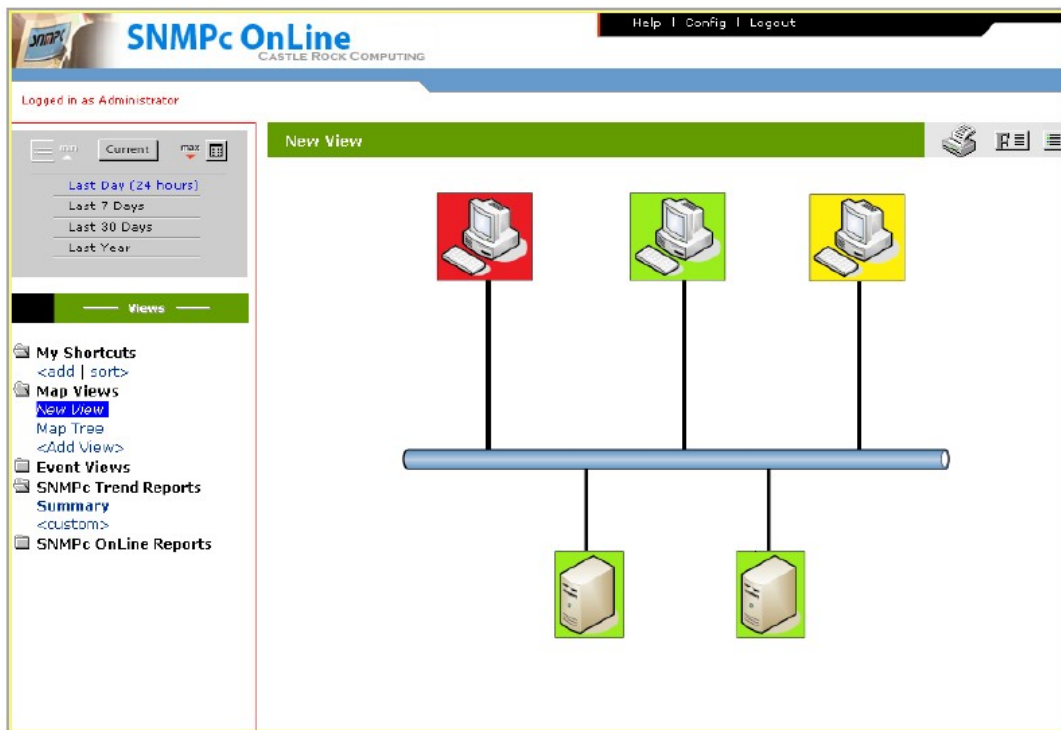 SNMPc
SNMPc OnLine
CASTLE ROCK COMPUTING
Help | Config | Logout
Logged in as Administrator
min
Current
max
Last Day (24 hours)
Last 7 Days
Last 30 Days
Last Year
New View
Views
My Shortcuts
<add | sort>
Map Views
New View
Map Tree
<Add View>
Event Views
SNMPc Trend Reports
Summary
<custom>
SNMPc OnLine Reports